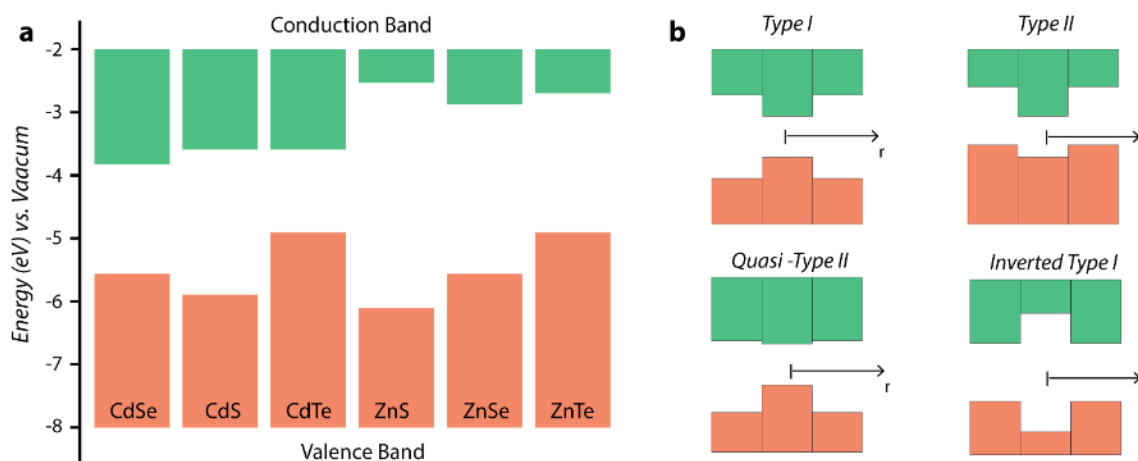 a
Conduction Band
Energy (eV) vs. Vaacum
-2
-3
-4
-5
-6
-7
-8
CdSe CdS CdTe ZnS ZnSe ZnTe
Valence Band
b
Type I
r
Type II
Quasi -Type II
r
Inverted Type I